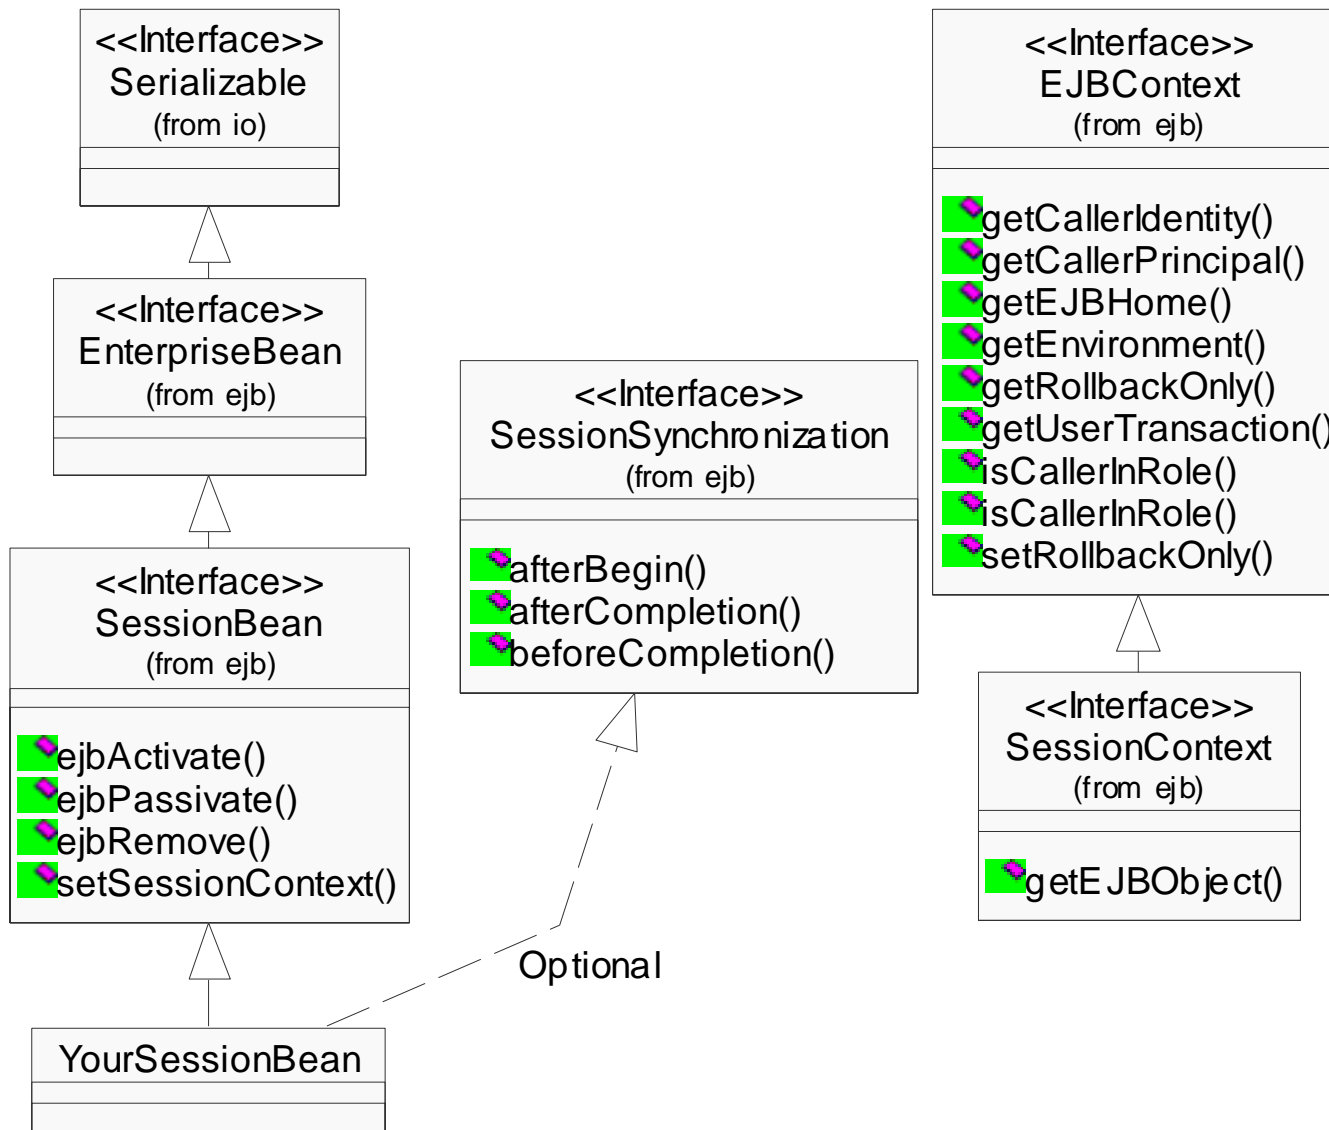 <<Interface>>
Serializable
(from io)
<<Interface>>
EnterpriseBean
(from ejb)
<<Interface>>
SessionBean
(from ejb)
ejbActivate()
ejbPassivate()
ejbRemove()
setSessionContext()
YourSessionBean
<<Interface>>
SessionSynchronization
(from ejb)
afterBegin()
afterCompletion()
beforeCompletion()
Optional
<<Interface>>
EJBContext
(from ejb)
getCallerIdentity()
getCallerPrincipal()
getEJBHome()
getEnvironment()
getRollbackOnly()
getUserTransaction()
isCallerInRole()
isCallerInRole()
setRollbackOnly()
<<Interface>>
SessionContext
(from ejb)
getEJBObject()